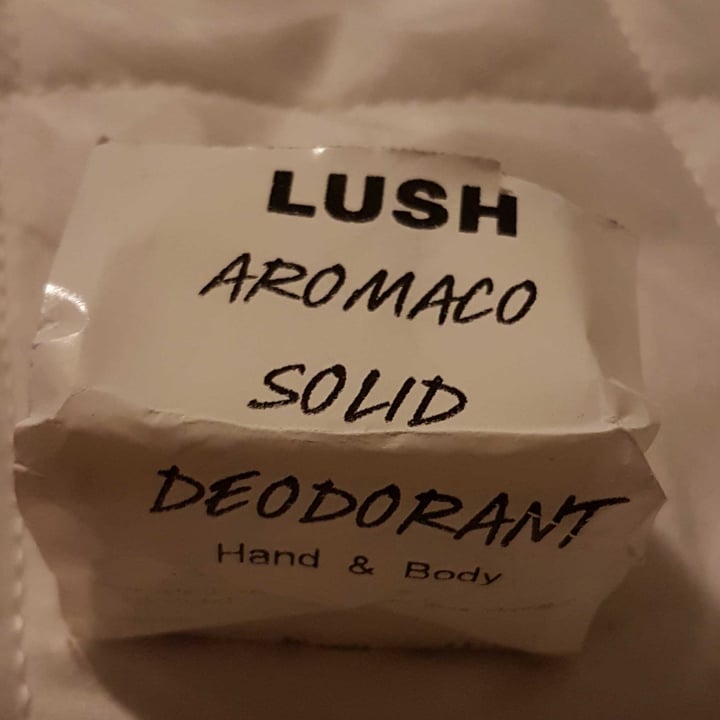 LUSH
AROMACO
SOLID
DEODORANT
Hand & Body